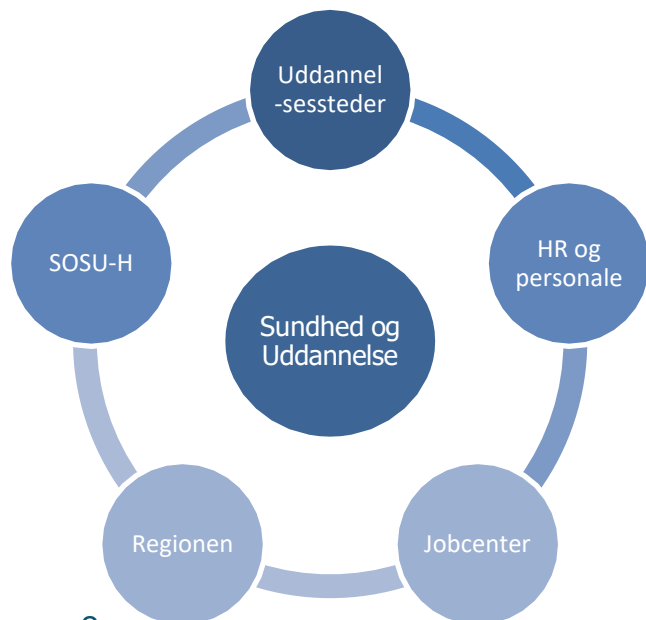 Uddannel
-sessteder
HR og
personale
Jobcenter
Regionen
SOSU-H
Sundhed og
Uddannelse